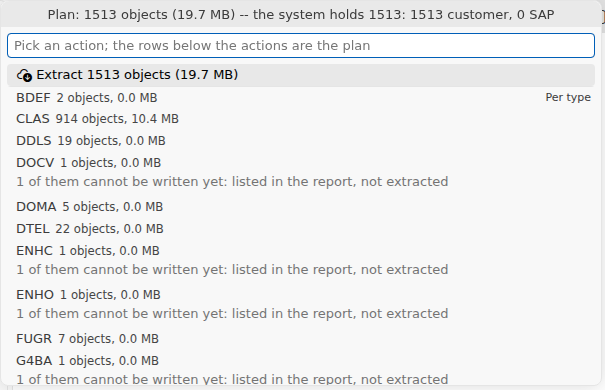 Plan: 1513 objects (19.7 MB) -- the system holds 1513: 1513 customer, 0 SAP
Pick an action; the rows below the actions are the plan
Extract 1513 objects (19.7 MB)
BDEF 2 objects, 0.0 MB Per type
CLAS 914 objects, 10.4 MB
DDLS 19 objects, 0.0 MB
DOCV 1 objects, 0.0 MB
1 of them cannot be written yet: listed in the report, not extracted
DOMA 5 objects, 0.0 MB
DTEL 22 objects, 0.0 MB
ENHC 1 objects, 0.0 MB
1 of them cannot be written yet: listed in the report, not extracted
ENHO 1 objects, 0.0 MB
1 of them cannot be written yet: listed in the report, not extracted
FUGR 7 objects, 0.0 MB
G4BA 1 objects, 0.0 MB
1 of them cannot be written yet: listed in the report, not extracted